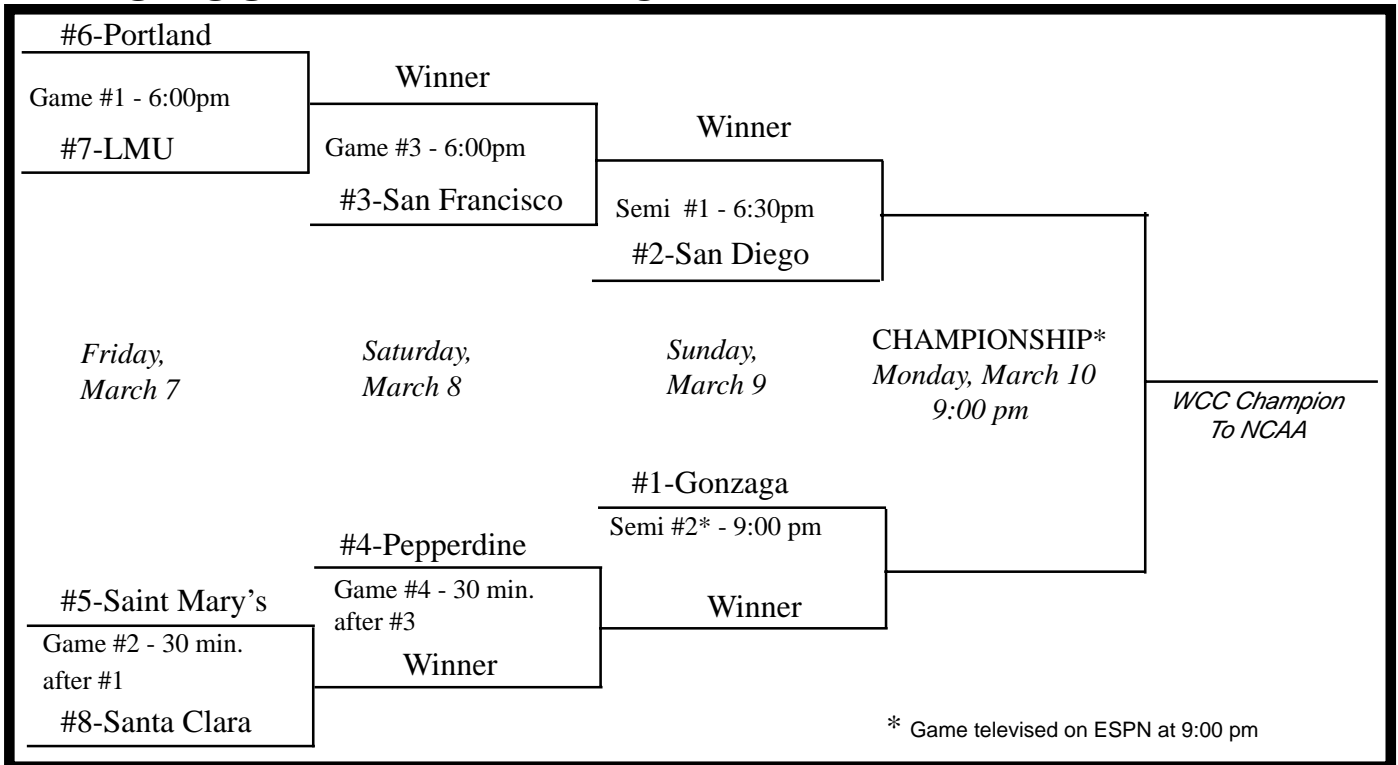 #6-Portland
Game #1 - 6:00pm
#7-LMU
Winner
Game #3 - 6:00pm
#3-San Francisco
Winner
Semi #1 - 6:30pm
#2-San Diego
Friday,
March 7
Saturday,
March 8
Sunday,
March 9
CHAMPIONSHIP*
Monday, March 10
9:00 pm
WCC Champion
To NCAA
#1-Gonzaga
Semi #2* - 9:00 pm
Winner
#4-Pepperdine
Game #4 - 30 min.
after #3
Winner
#5-Saint Mary's
Game #2 - 30 min.
after #1
#8-Santa Clara
* Game televised on ESPN at 9:00 pm